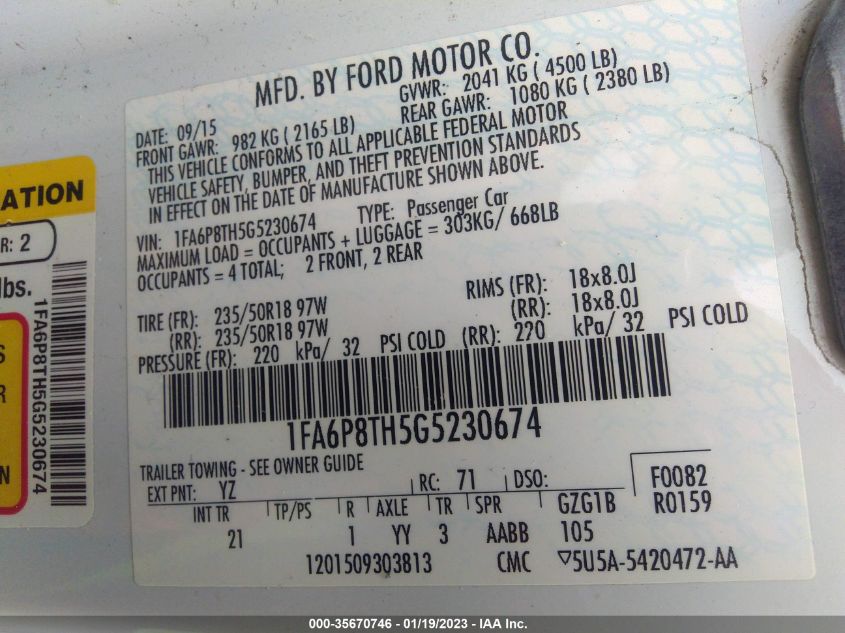 MFD. BY FORD MOTOR CO.
DATE: 09/15 GVWR: 2041 KG ( 4500 LB)
FRONT GAWR: 982 KG ( 2165 LB) REAR GAWR: 1080 KG ( 2380 LB)
THIS VEHICLE CONFORMS TO ALL APPLICABLE FEDERAL MOTOR
VEHICLE SAFETY, BUMPER, AND THEFT PREVENTION STANDARDS
IN EFFECT ON THE DATE OF MANUFACTURE SHOWN ABOVE.
VIN: 1FA6P8TH5G5230674 TYPE: Passenger Car
MAXIMUM LOAD = OCCUPANTS + LUGGAGE = 303KG/ 668LB
OCCUPANTS = 4 TOTAL; 2 FRONT, 2 REAR
TIRE (FR): 235/50R18 97W RIMS (FR): 18x8.0J
(RR): 235/50R18 97W (RR): 18x8.0J
PRESSURE (FR): 220 kPa/ 32 PSI COLD (RR): 220 kPa/ 32 PSI COLD
1FA6P8TH5G5230674
TRAILER TOWING - SEE OWNER GUIDE
EXT PNT: YZ RC: 71 DSO: F0082
INT TR TP/PS R AXLE TR SPR GZG1B R0159
21 1 YY 3 AABB 105
1201509303813 CMC 5U5A-5420472-AA
ATION
R: 2
lbs.
S
R
N
1FA6P8TH5G5230674
000-35670746 - 01/19/2023 - IAA Inc.